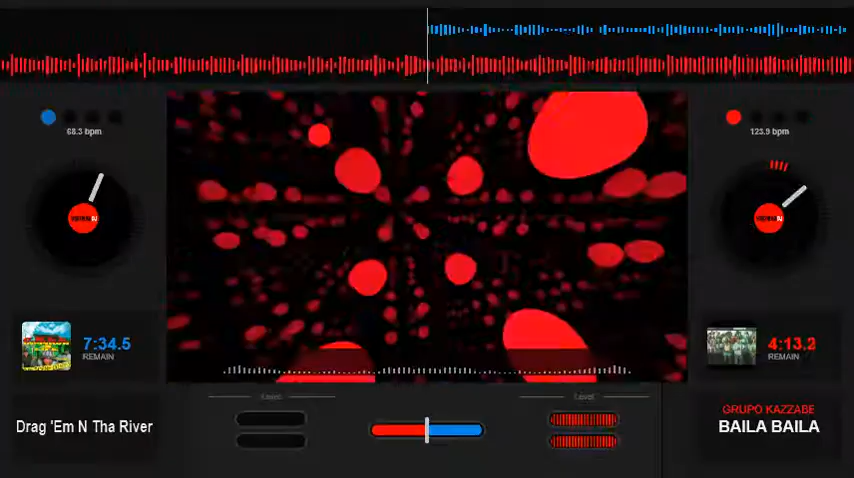 68.3 bpm
123.9 bpm
7:34.5
REMAIN
4:13.2
REMAIN
Drag 'Em N Tha River
GRUPO KAZZABE
BAILA BAILA